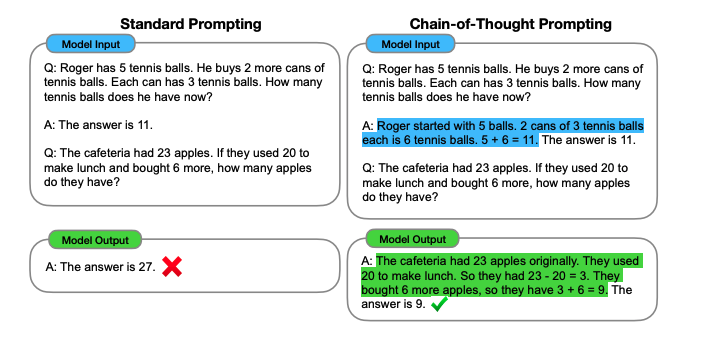 Standard Prompting
Model Input
Q: Roger has 5 tennis balls. He buys 2 more cans of
tennis balls. Each can has 3 tennis balls. How many
tennis balls does he have now?
A: The answer is 11.
Q: The cafeteria had 23 apples. If they used 20 to
make lunch and bought 6 more, how many apples
do they have?
Model Output
A: The answer is 27.
Chain-of-Thought Prompting
Model Input
Q: Roger has 5 tennis balls. He buys 2 more cans of
tennis balls. Each can has 3 tennis balls. How many
tennis balls does he have now?
A: Roger started with 5 balls. 2 cans of 3 tennis balls
each is 6 tennis balls. 5 + 6 = 11. The answer is 11.
Q: The cafeteria had 23 apples. If they used 20 to
make lunch and bought 6 more, how many apples
do they have?
Model Output
A: The cafeteria had 23 apples originally. They used
20 to make lunch. So they had 23 - 20 = 3. They
bought 6 more apples, so they have 3 + 6 = 9. The
answer is 9.